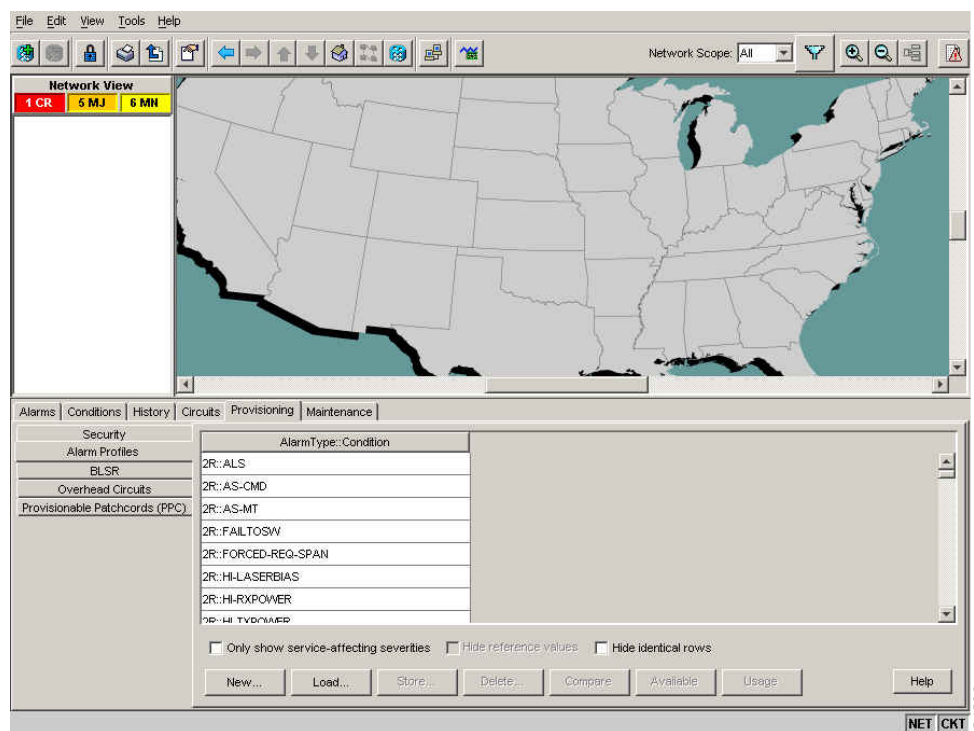 File Edit View Tools Help
Network Scope: All
Network View
1 CR 5 MJ 6 MN
Alarms Conditions History Circuits Provisioning Maintenance
Security
Alarm Profiles
BLSR
Overhead Circuits
Provisionable Patchcords (PPC)
AlarmType::Condition
2R::ALS
2R::AS-CMD
2R::AS-MT
2R::FAILTOSW
2R::FORCED-REQ-SPAN
2R::HI-LASERBIAS
2R::HI-RXPOWER
2R::HI-TXPOWER
Only show service-affecting severities Hide reference values Hide identical rows
New... Load... Store... Delete... Compare Available Usage Help
NET CKT